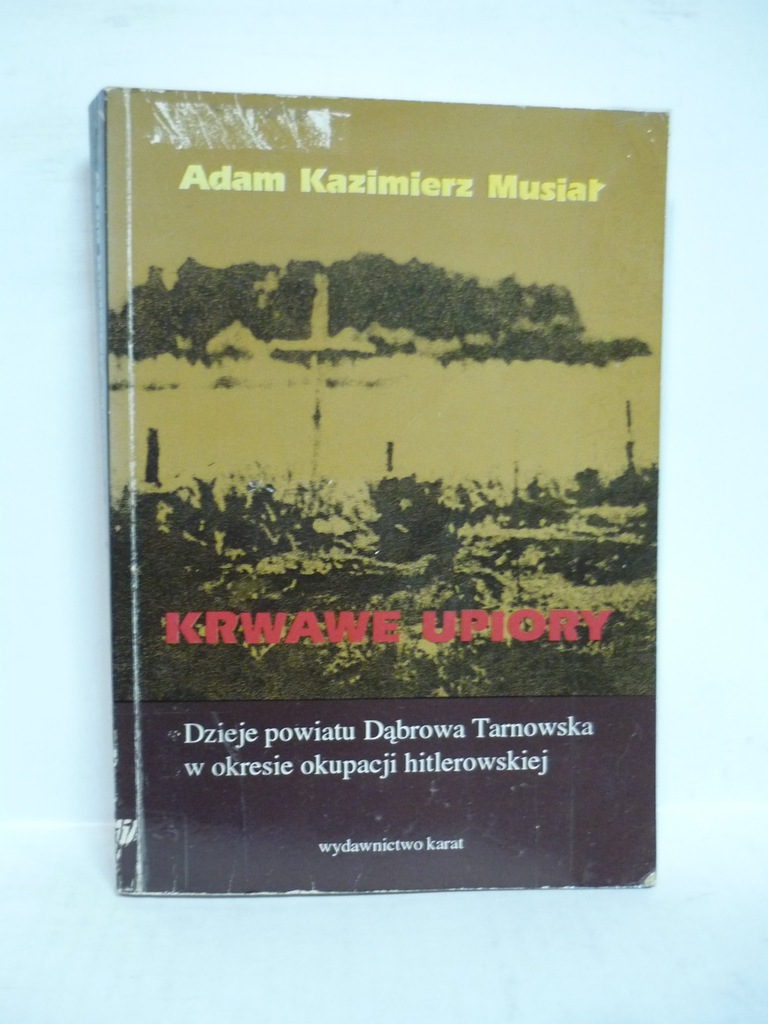 Adam Kazimierz Musiał
KRWAWE UPIORY
Dzieje powiatu Dąbrowa Tarnowska
w okresie okupacji hitlerowskiej
wydawnictwo karat